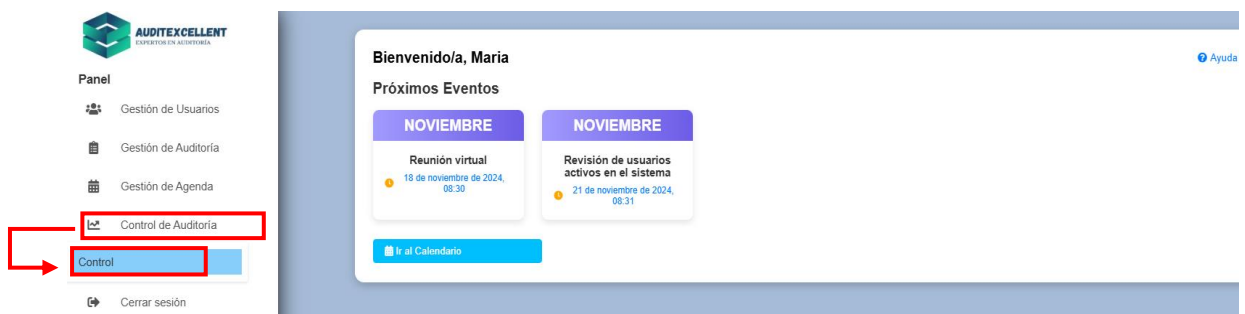 AUDITEXCELLENT
EXPERTOS EN AUDITORÍA
Panel
Gestión de Usuarios
Gestión de Auditoría
Gestión de Agenda
Control de Auditoría
Control
Cerrar sesión
Bienvenido/a, Maria
Ayuda
Próximos Eventos
NOVIEMBRE
Reunión virtual
18 de noviembre de 2024,
08:30
NOVIEMBRE
Revisión de usuarios
activos en el sistema
21 de noviembre de 2024,
08:31
Ir al Calendario